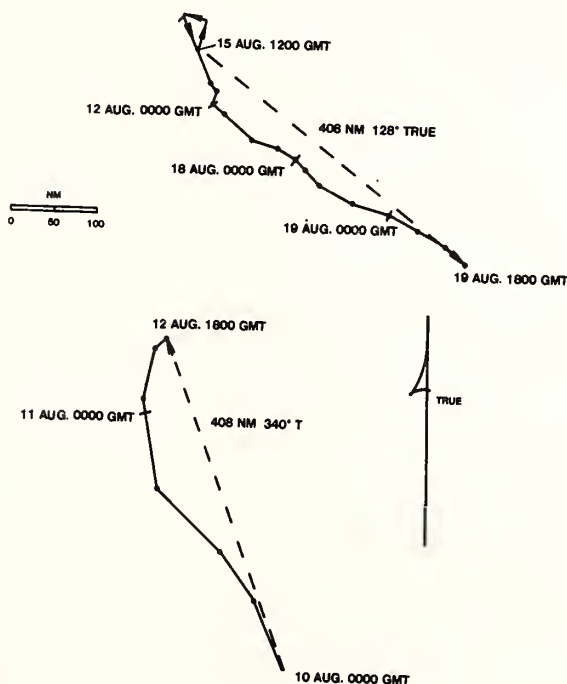 15 AUG. 1200 GMT
12 AUG. 0000 GMT
408 NM 128° TRUE
18 AUG. 0000 GMT
NM
0 50 100
19 AUG. 0000 GMT
19 AUG. 1800 GMT
12 AUG. 1800 GMT
11 AUG. 0000 GMT
408 NM 340° T
TRUE
10 AUG. 0000 GMT